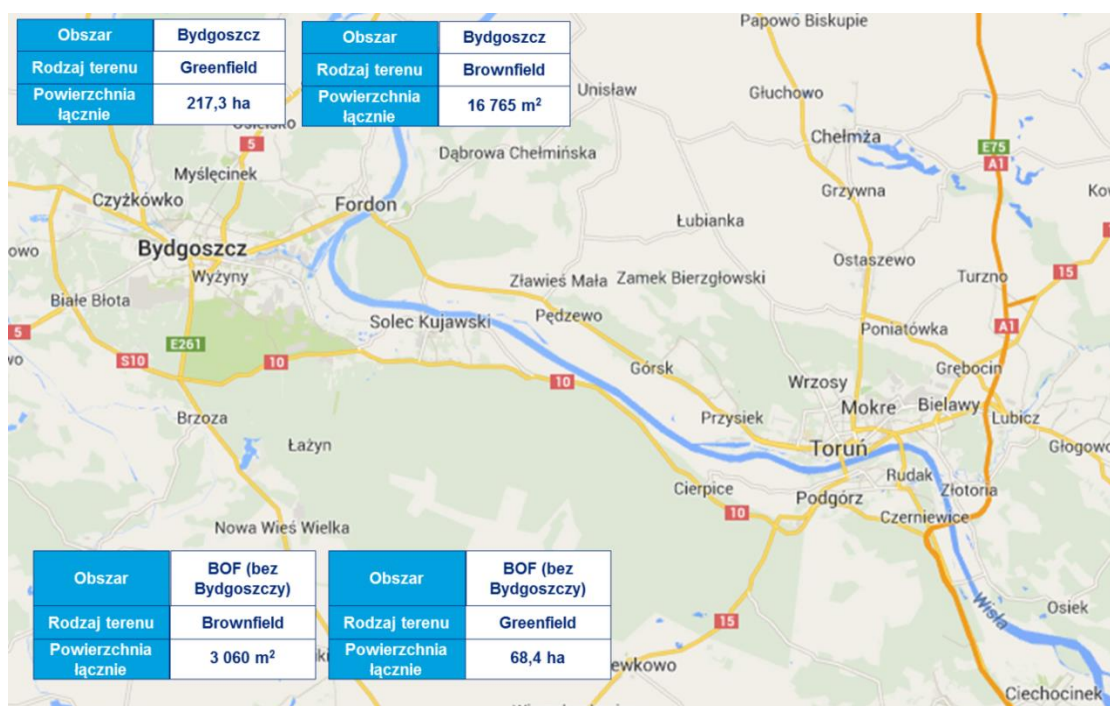 Obszar Bydgoszcz
Rodzaj terenu Greenfield
Powierzchnia łącznie 217,3 ha
Obszar Bydgoszcz
Rodzaj terenu Brownfield
Powierzchnia łącznie 16 765 m²
Papowo Biskupie
Unisław
Głuchowo
Chełmża
E75
A1
5
Dąbrowa Chełmińska
Myślęcinek
Czyżkówko
Fordon
Grzywna
Łubianka
Bydgoszcz
Wyżyny
Ostaszewo
Białe Błota
Zławieś Mała
Zamek Bierzgłowski
Turzno
15
Solec Kujawski
Pędzewo
Poniatówka
A1
5
E261
S10
10
Górsk
Grębocin
10
Wrzosy
Mokre
Bielawy
Lubicz
Brzoza
Przysiek
Łażyn
Toruń
Głogowo
Rudak
Cierpice
Podgórz
Złotoria
10
Czerniewice
Nowa Wieś Wielka
Obszar BOF (bez Bydgoszczy)
Rodzaj terenu Brownfield
Powierzchnia łącznie 3 060 m²
Obszar BOF (bez Bydgoszczy)
Rodzaj terenu Greenfield
Powierzchnia łącznie 68,4 ha
15
Wisła
Osiek
ewkowo
Ciechocinek